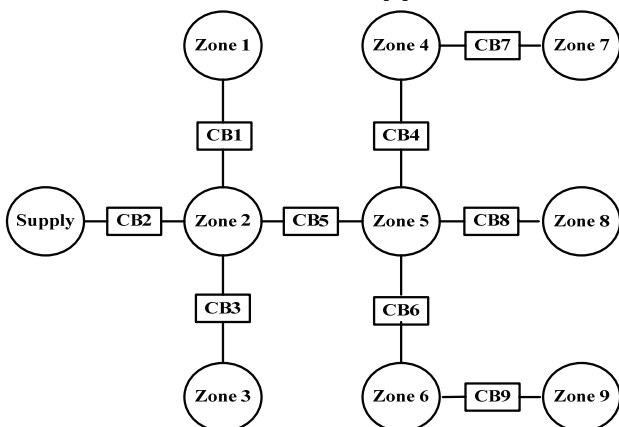 Zone 1
Zone 4
CB7
Zone 7
CB1
CB4
Supply
CB2
Zone 2
CB5
Zone 5
CB8
Zone 8
CB3
CB6
Zone 3
Zone 6
CB9
Zone 9